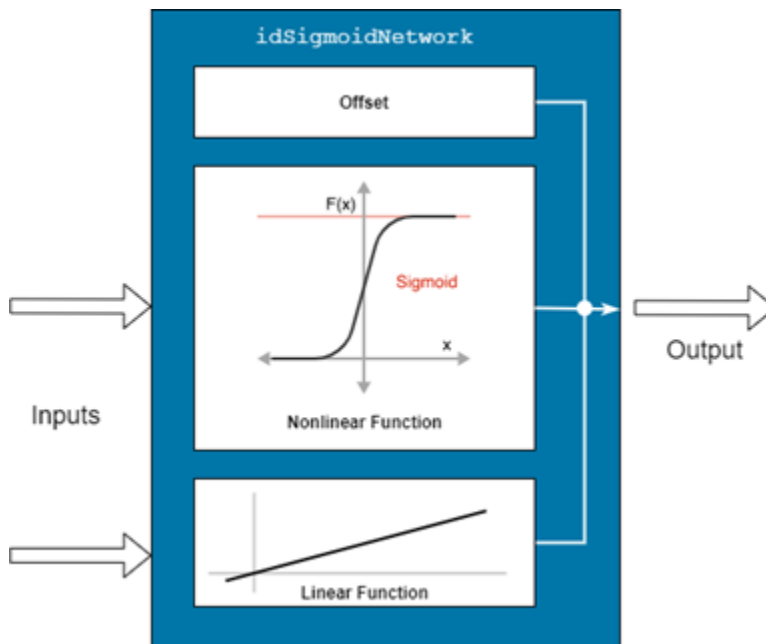 idSigmoidNetwork
Offset
F(x)
Sigmoid
x
Nonlinear Function
Inputs
Output
Linear Function